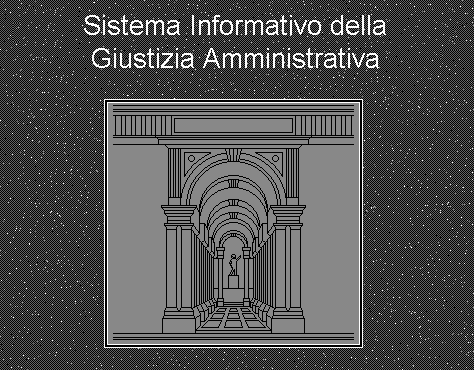 Sistema Informativo della
Giustizia Amministrativa